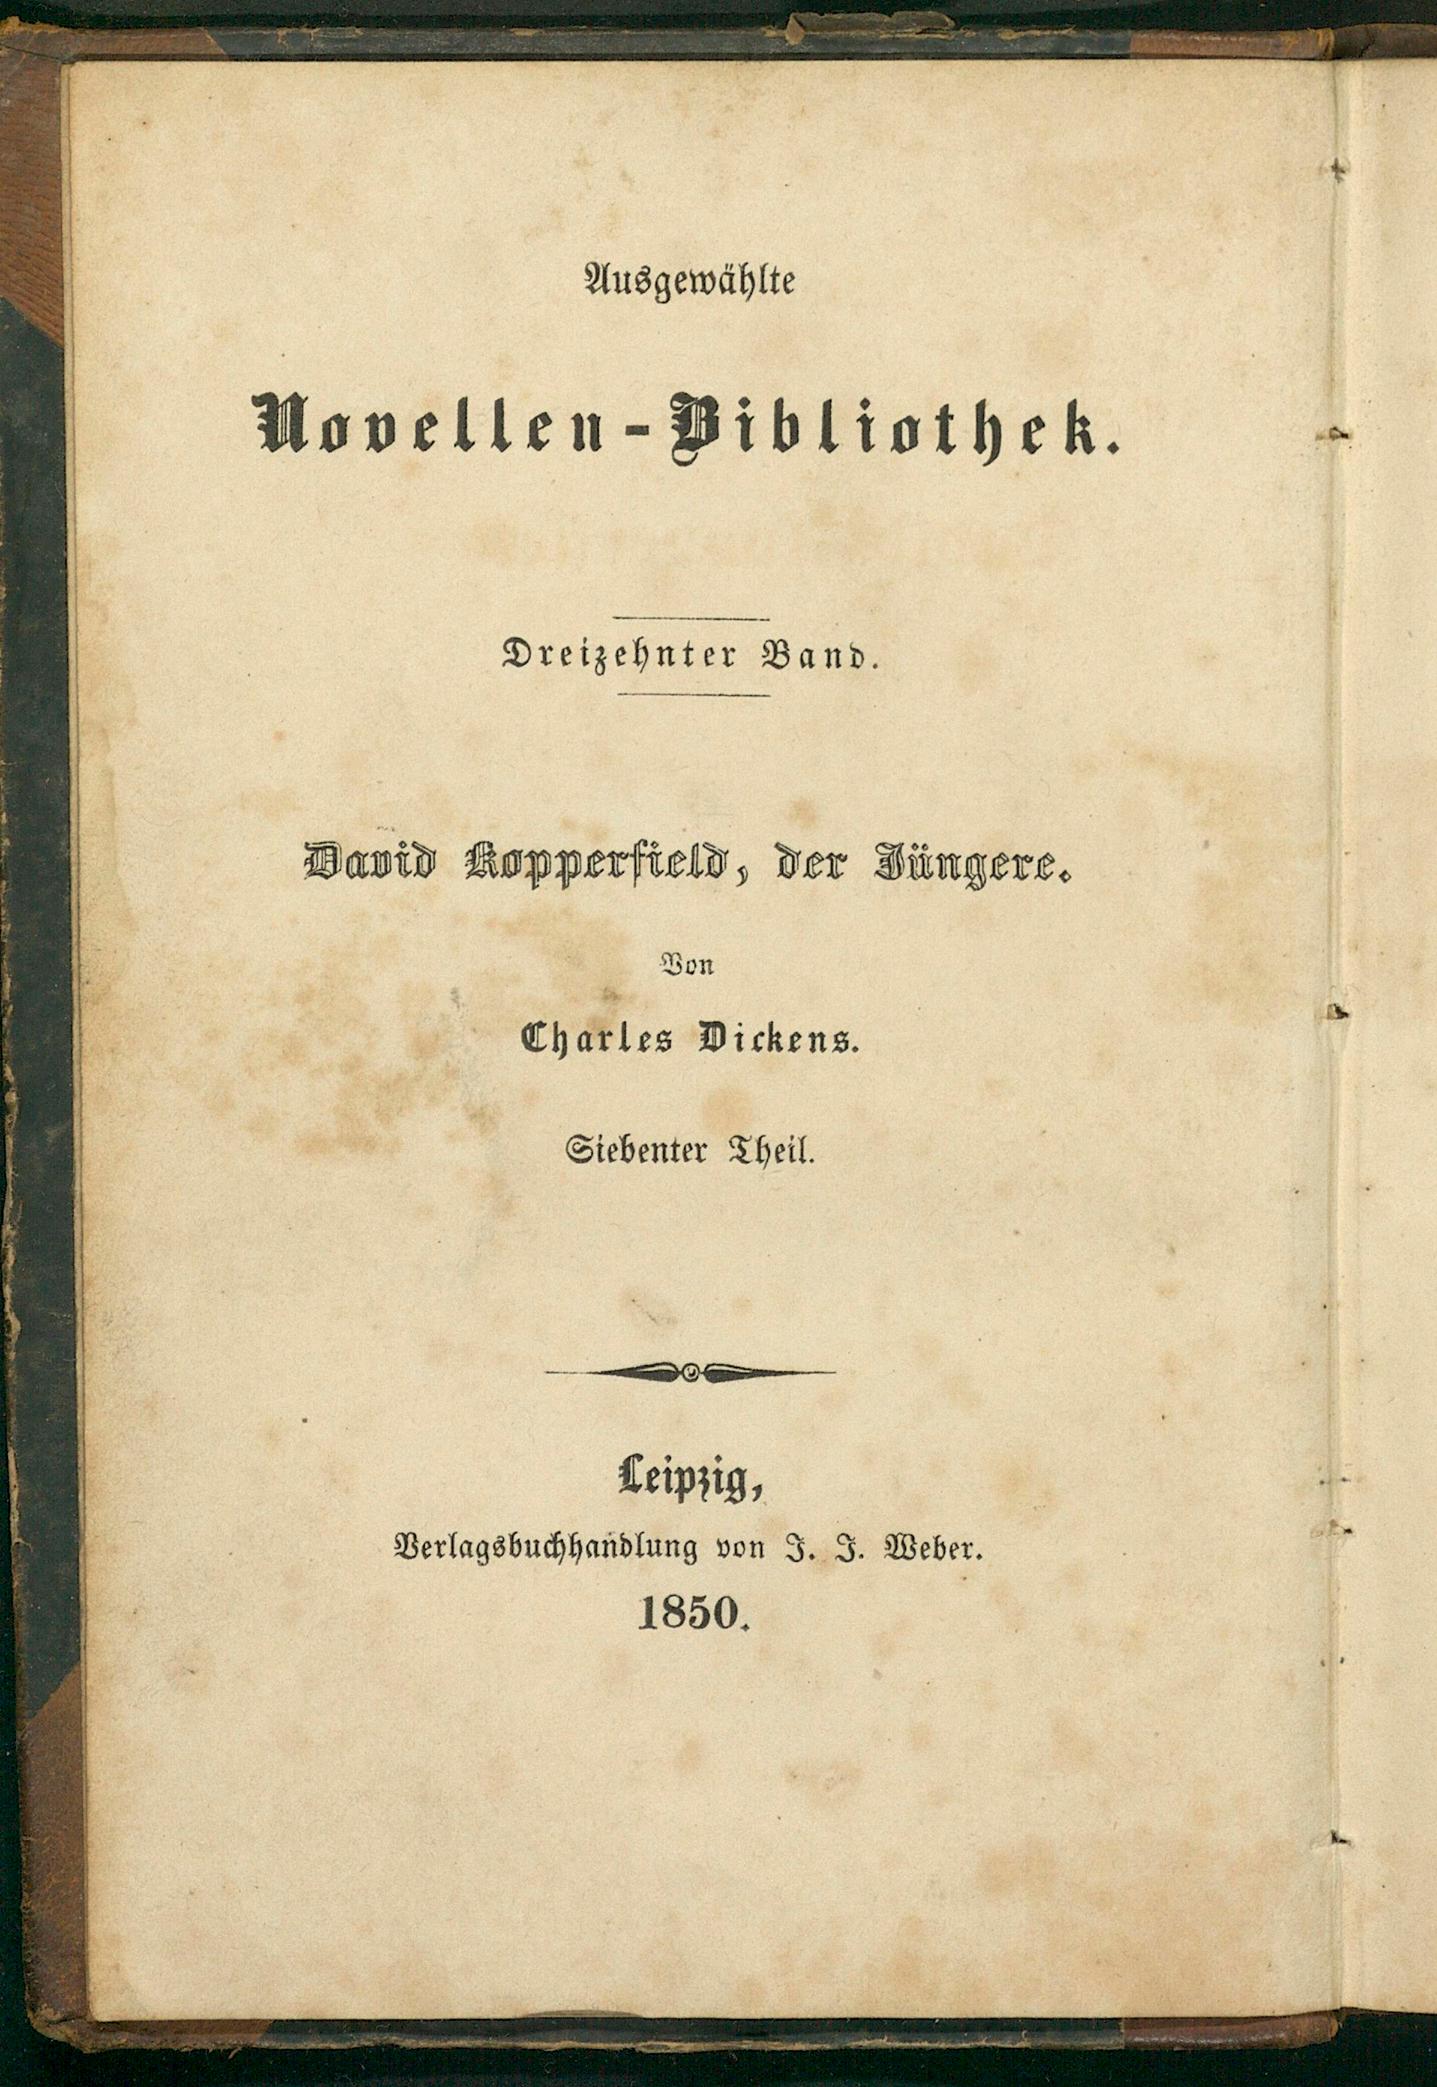 Ausgewählte
Novellen-Bibliothek.
Dreizehnter Band.
David Kopperfield, der Jüngere.
Von
Charles Dickens.
Siebenter Theil.
Leipzig,
Verlagsbuchhandlung von J. J. Weber.
1850.